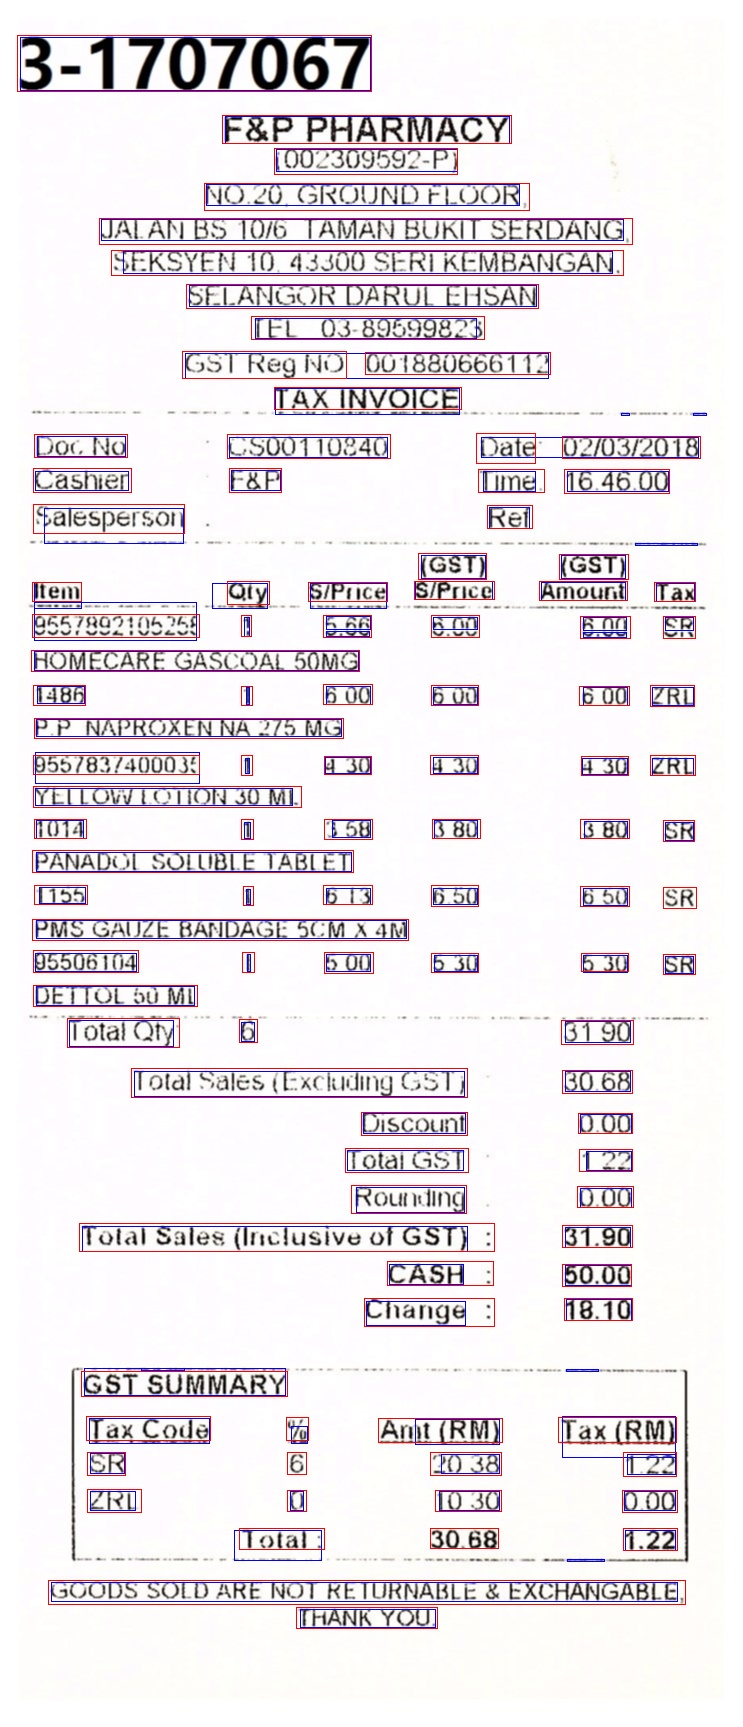 3-1707067
F&P PHARMACY
(002309592-P)
NO.20, GROUND FLOOR,
JALAN BS 10/6 TAMAN BUKIT SERDANG,
SEKSYEN 10, 43300 SERI KEMBANGAN,
SELANGOR DARUL EHSAN
TEL 03-89599823
GST Reg NO 001880666112
TAX INVOICE
Doc No : CS00110840 Date: 02/03/2018
Cashier F&P Time: 16.46.00
Salesperson : Ref
(GST) (GST)
Item Qty S/Price S/Price Amount Tax
9557892105258 1 5.66 6.00 6.00 SR
HOMECARE GASCOAL 50MG
1486 1 6.00 6.00 6.00 ZRL
P.P NAPROXEN NA 275 MG
9557837400035 1 4.30 4.30 4.30 ZRL
YELLOW LOTION 30 ML
1014 1 3.58 3.80 3.80 SR
PANADOL SOLUBLE TABLET
1155 1 6.13 6.50 6.50 SR
PMS GAUZE BANDAGE 5CM X 4M
95506104 1 5.00 5.30 5.30 SR
DETTOL 50 ML
Total Qty 6 31.90
Total Sales (Excluding GST) : 30.68
Discount : 0.00
Total GST : 1.22
Rounding : 0.00
Total Sales (Inclusive of GST) : 31.90
CASH : 50.00
Change : 18.10
GST SUMMARY
Tax Code % Amt (RM) Tax (RM)
SR 6 20.38 1.22
ZRL 0 10.30 0.00
Total : 30.68 1.22
GOODS SOLD ARE NOT RETURNABLE & EXCHANGABLE,
THANK YOU.